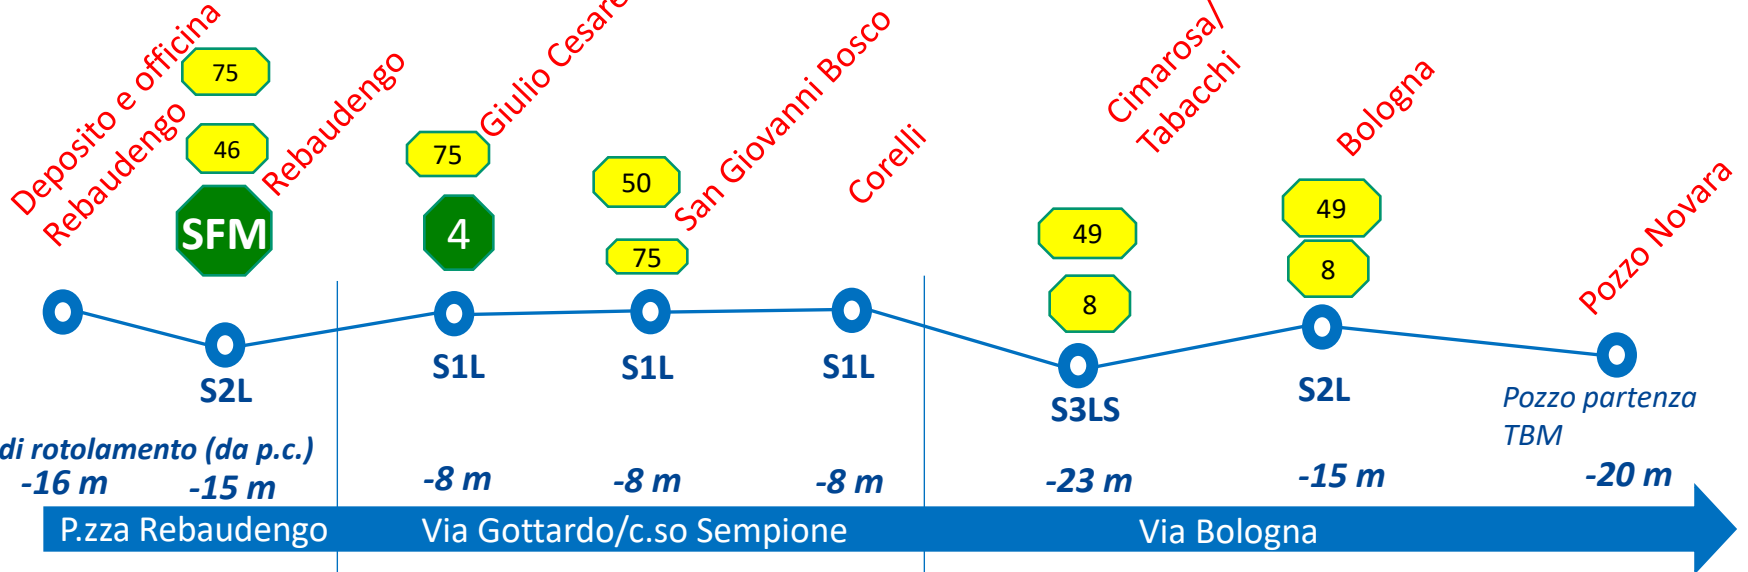 Deposito e officina
Rebaudengo
75
46
SFM
Rebaudengo
75
4
Giulio Cesare
50
75
San Giovanni Bosco
Corelli
49
8
Cimarosa/
Tabacchi
49
8
Bologna
Pozzo Novara
S2L
S1L
S1L
S1L
S3LS
S2L
Pozzo partenza
TBM
di rotolamento (da p.c.)
-16 m -15 m -8 m -8 m -8 m -23 m -15 m -20 m
P.zza Rebaudengo Via Gottardo/c.so Sempione Via Bologna